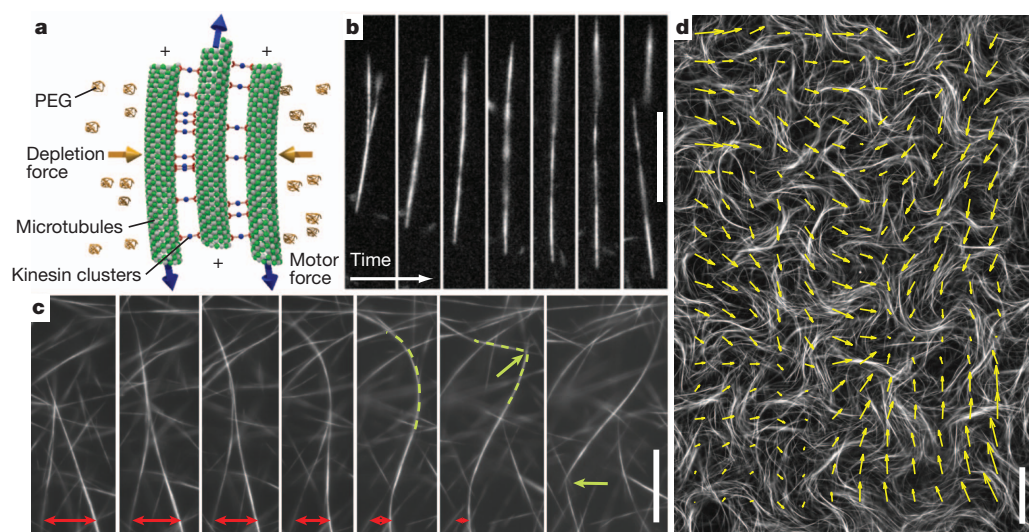 a
+
+
PEG
Depletion
force
Microtubules
Kinesin clusters
+
Motor
force
b
Time
c
d